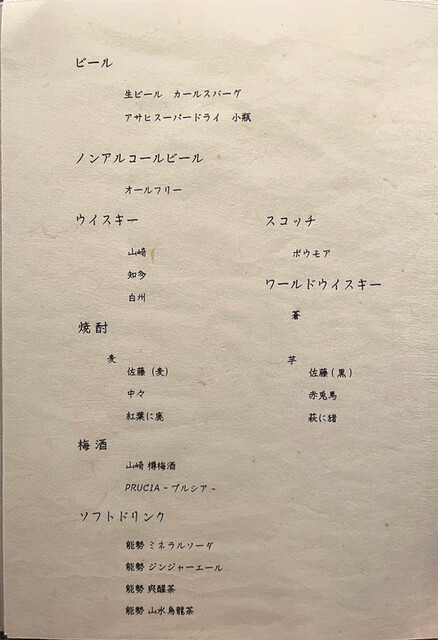 ビール
生ビール　カールスバーグ
アサヒスーパードライ　小瓶
ノンアルコールビール
オールフリー
ウイスキー
山崎
知多
白州
スコッチ
ボウモア
ワールドウイスキー
蒼
焼酎
麦
佐藤（麦）
中々
紅葉に鹿
芋
佐藤（黒）
赤兎馬
萩に猪
梅酒
山崎 樽梅酒
PRUCIA - プルシア -
ソフトドリンク
能勢 ミネラルソーダ
能勢 ジンジャーエール
能勢 爽醒茶
能勢 山水烏龍茶